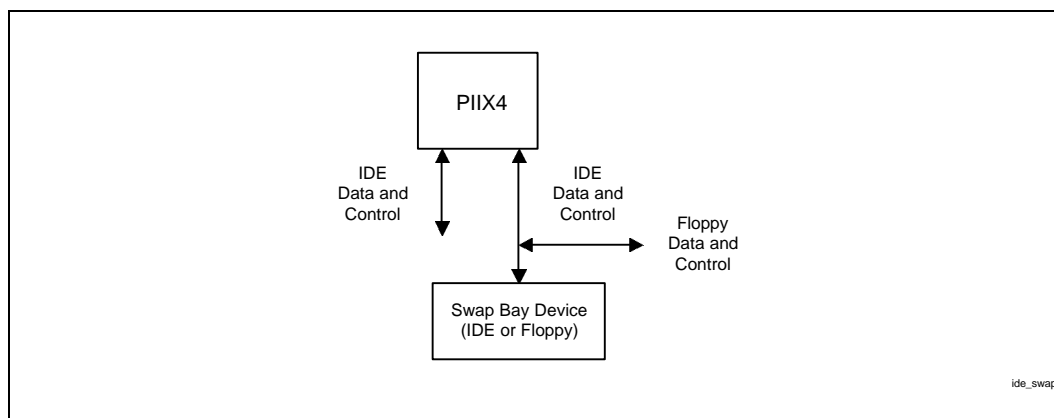 PIIX4
IDE
Data and
Control
IDE
Data and
Control
Floppy
Data and
Control
Swap Bay Device
(IDE or Floppy)
ide_swap